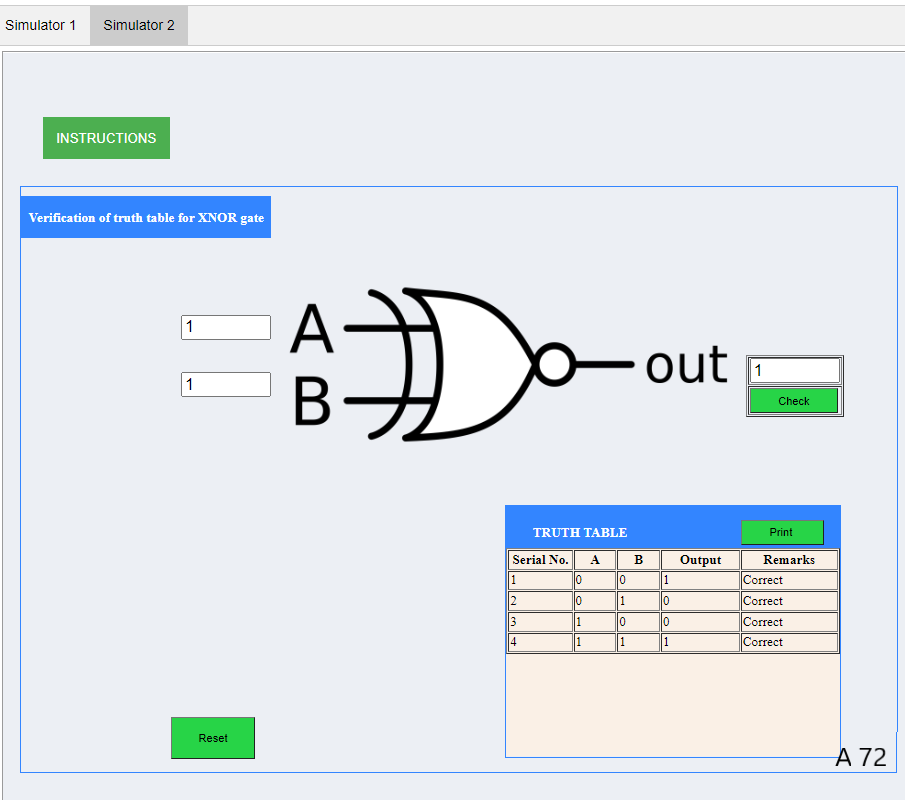 Simulator 1 Simulator 2
INSTRUCTIONS
Verification of truth table for XNOR gate
1 A
1 B
out 1
Check
TRUTH TABLE Print
Serial No. A B Output Remarks
1 0 0 1 Correct
2 0 1 0 Correct
3 1 0 0 Correct
4 1 1 1 Correct
Reset
A 72